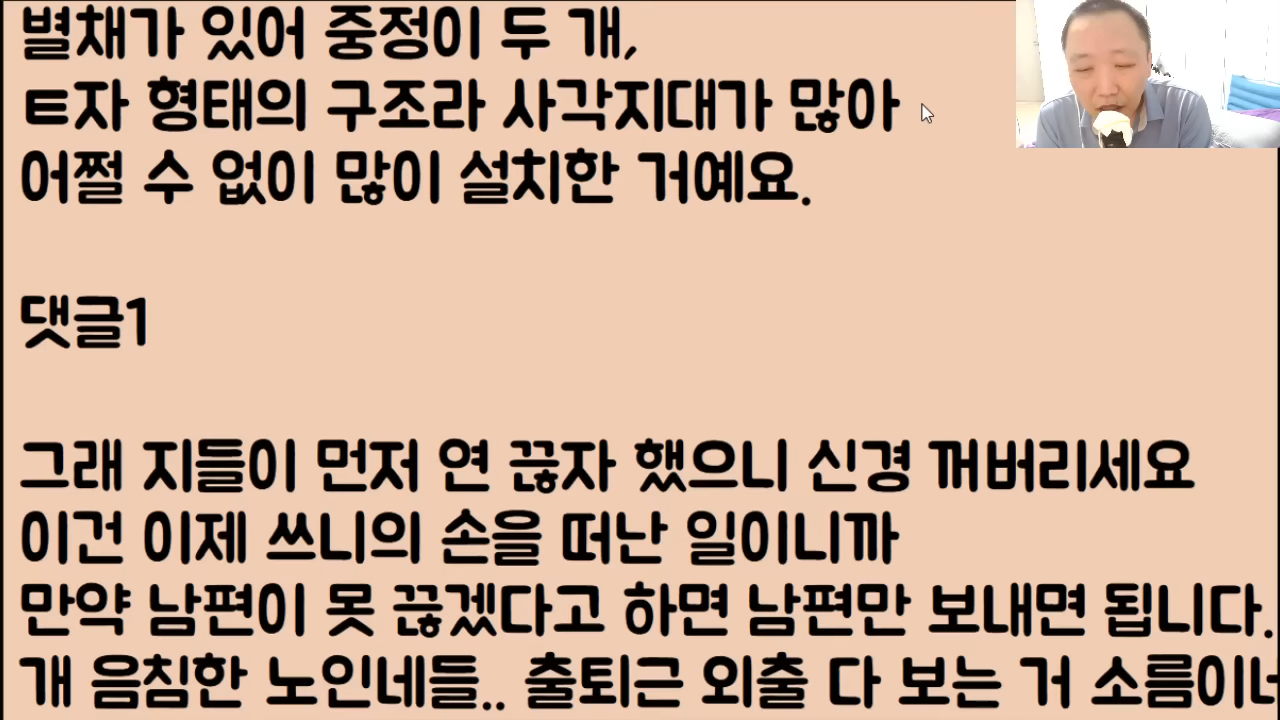 별채가 있어 중정이 두 개,
ㅌ자 형태의 구조라 사각지대가 많아
어쩔 수 없이 많이 설치한 거예요.
댓글1
그래 지들이 먼저 연 끊자 했으니 신경 꺼버리세요
이건 이제 쓰니의 손을 떠난 일이니까
만약 남편이 못 끊겠다고 하면 남편만 보내면 됩니다.
개 음침한 노인네들.. 출퇴근 외출 다 보는 거